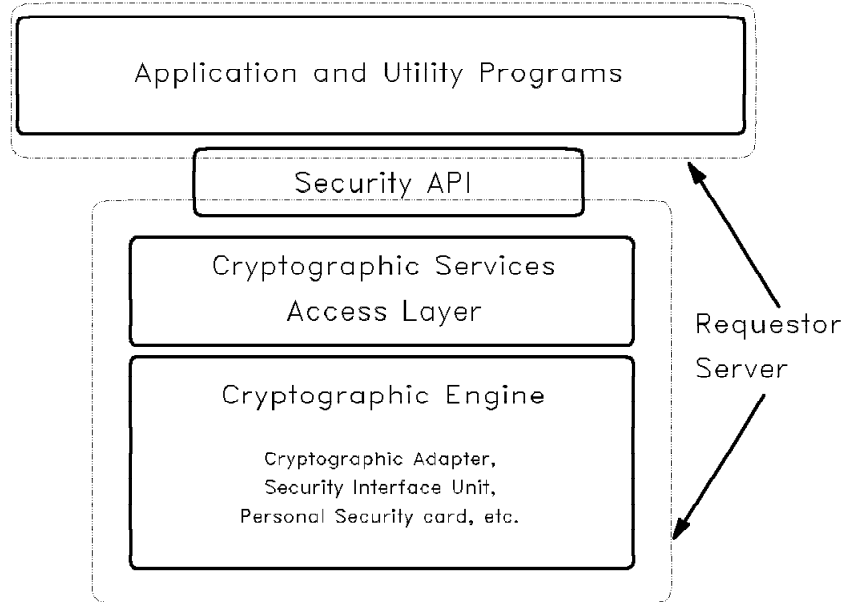 Application and Utility Programs
Security API
Cryptographic Services
Access Layer
Requestor
Server
Cryptographic Engine
Cryptographic Adapter,
Security Interface Unit,
Personal Security card, etc.